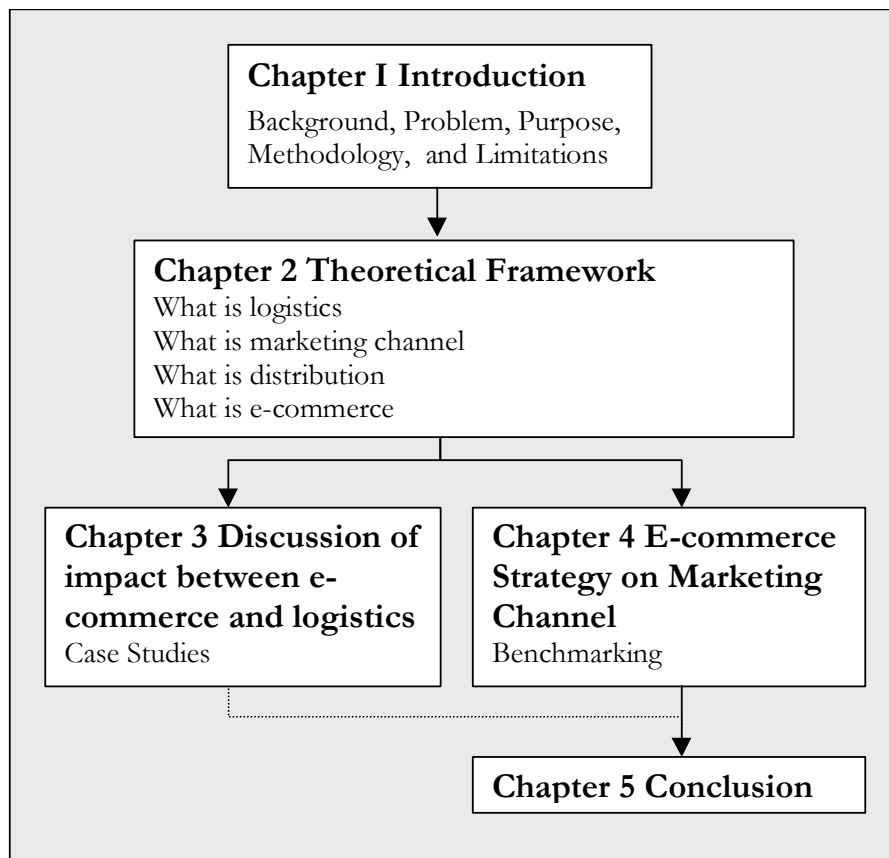 Chapter I Introduction
Background, Problem, Purpose,
Methodology, and Limitations
Chapter 2 Theoretical Framework
What is logistics
What is marketing channel
What is distribution
What is e-commerce
Chapter 3 Discussion of
impact between e-
commerce and logistics
Case Studies
Chapter 4 E-commerce
Strategy on Marketing
Channel
Benchmarking
Chapter 5 Conclusion